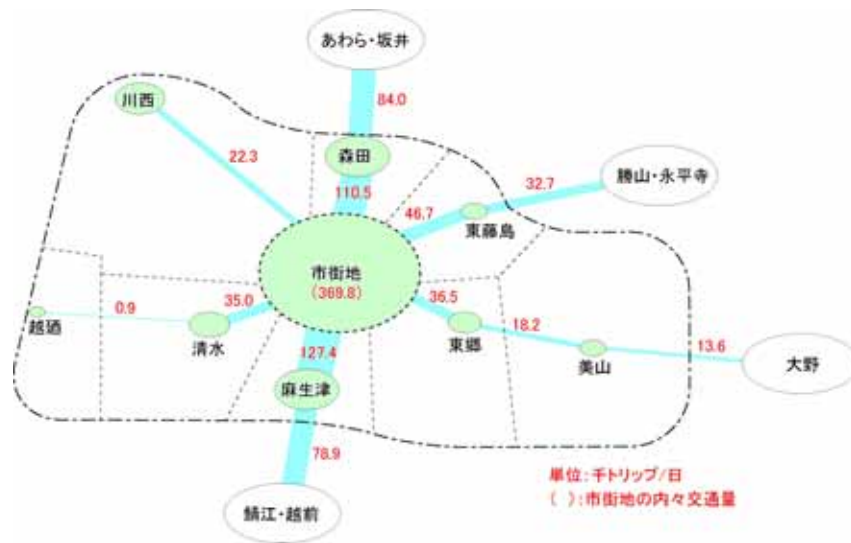 あわら・坂井
84.0
川西
森田
22.3
110.5
勝山・永平寺
32.7
46.7
東藤島
市街地
(369.8)
越廼
0.9
35.0
清水
36.5
東郷
18.2
美山
13.6
大野
127.4
麻生津
78.9
鯖江・越前
単位:千トリップ/日
( ):市街地の内々交通量